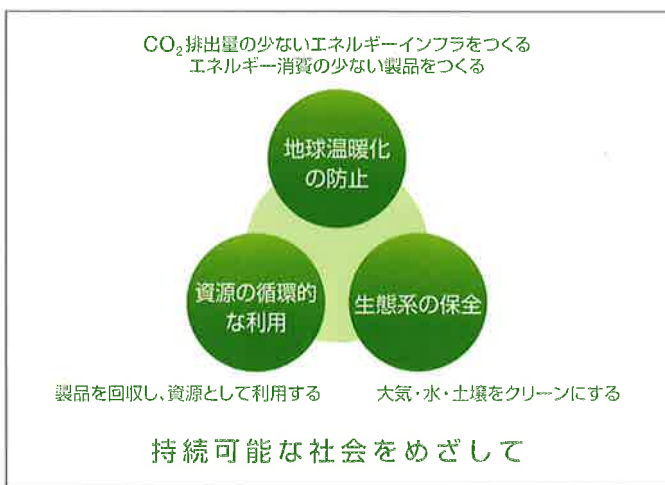 CO₂排出量の少ないエネルギーインフラをつくる
エネルギー消費の少ない製品をつくる
地球温暖化
の防止
資源の循環的
な利用
生態系の保全
製品を回収し、資源として利用する
大気・水・土壌をクリーンにする
持続可能な社会をめざして